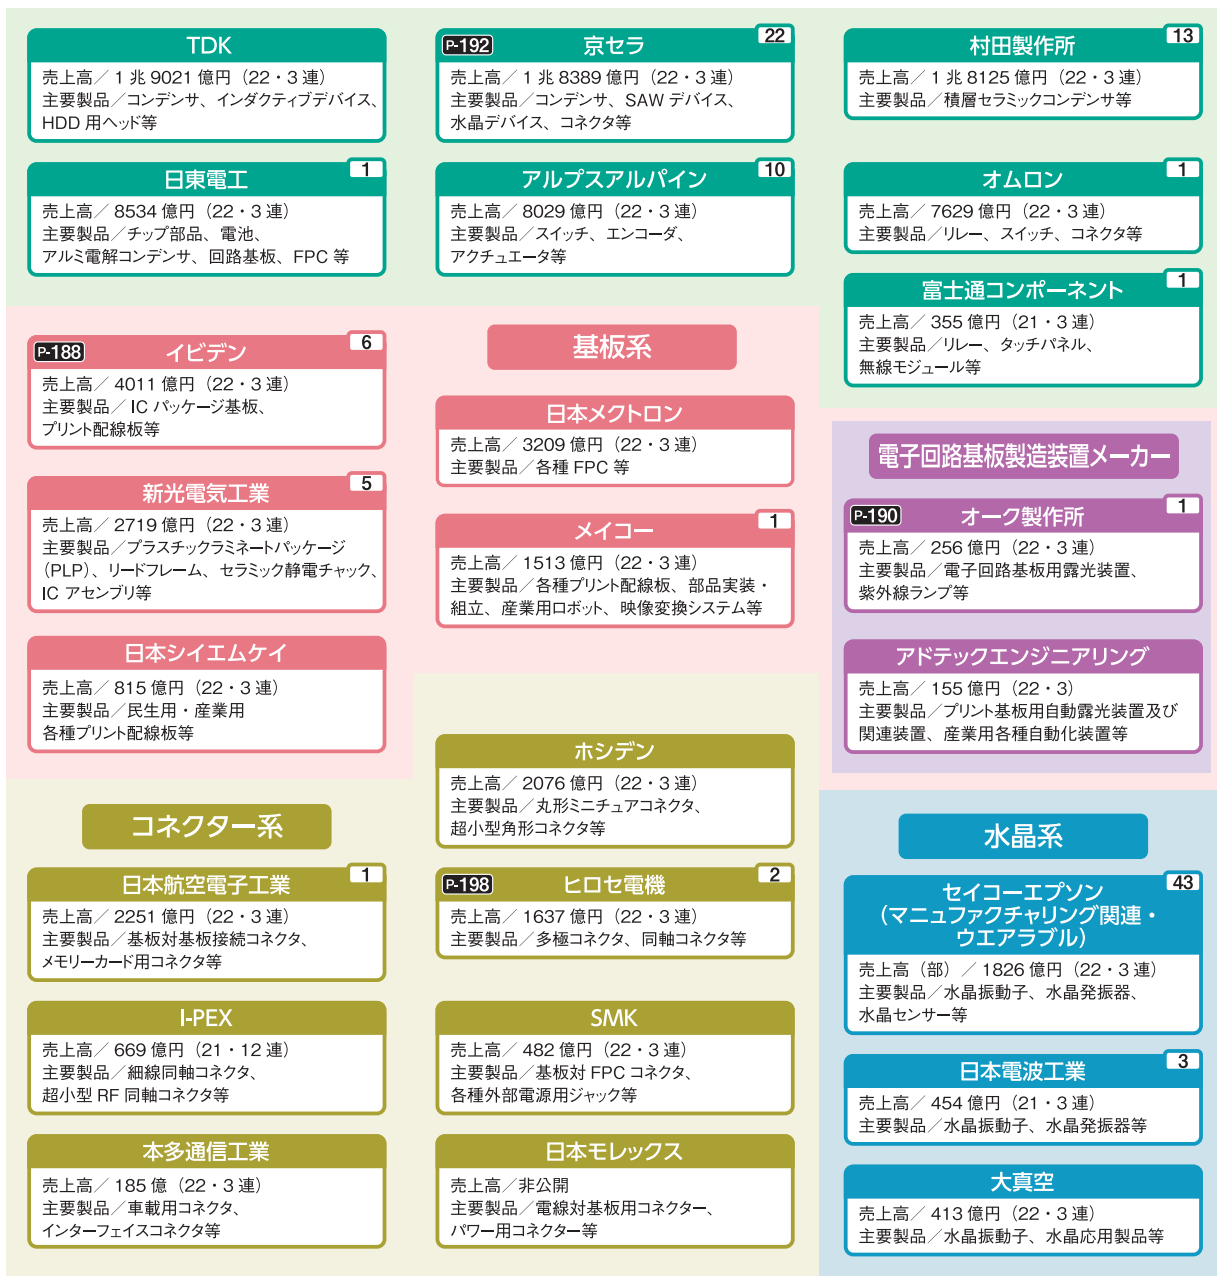 TDK
売上高／1兆9021億円（22・3連）
主要製品／コンデンサ、インダクティブデバイス、
HDD用ヘッド等
P-192 京セラ 22
売上高／1兆8389億円（22・3連）
主要製品／コンデンサ、SAWデバイス、
水晶デバイス、コネクタ等
村田製作所 13
売上高／1兆8125億円（22・3連）
主要製品／積層セラミックコンデンサ等
日東電工 1
売上高／8534億円（22・3連）
主要製品／チップ部品、電池、
アルミ電解コンデンサ、回路基板、FPC等
アルプスアルパイン 10
売上高／8029億円（22・3連）
主要製品／スイッチ、エンコーダ、
アクチュエータ等
オムロン 1
売上高／7629億円（22・3連）
主要製品／リレー、スイッチ、コネクタ等
富士通コンポーネント 1
売上高／355億円（21・3連）
主要製品／リレー、タッチパネル、
無線モジュール等
P-188 イビデン 6
売上高／4011億円（22・3連）
主要製品／ICパッケージ基板、
プリント配線板等
新光電気工業 5
売上高／2719億円（22・3連）
主要製品／プラスチックラミネートパッケージ
（PLP）、リードフレーム、セラミック静電チャック、
ICアセンブリ等
日本シイエムケイ
売上高／815億円（22・3連）
主要製品／民生用・産業用
各種プリント配線板等
基板系
日本メクトロン
売上高／3209億円（22・3連）
主要製品／各種FPC等
メイコー 1
売上高／1513億円（22・3連）
主要製品／各種プリント配線板、部品実装・
組立、産業用ロボット、映像変換システム等
電子回路基板製造装置メーカー
P-190 オーク製作所 1
売上高／256億円（22・3連）
主要製品／電子回路基板用露光装置、
紫外線ランプ等
アドテックエンジニアリング
売上高／155億円（22・3）
主要製品／プリント基板用自動露光装置及び
関連装置、産業用各種自動化装置等
コネクター系
日本航空電子工業 1
売上高／2251億円（22・3連）
主要製品／基板対基板接続コネクタ、
メモリーカード用コネクタ等
I-PEX
売上高／669億円（21・12連）
主要製品／細線同軸コネクタ、
超小型RF同軸コネクタ等
本多通信工業
売上高／185億（22・3連）
主要製品／車載用コネクタ、
インターフェイスコネクタ等
ホシデン
売上高／2076億円（22・3連）
主要製品／丸形ミニチュアコネクタ、
超小型角形コネクタ等
P-198 ヒロセ電機 2
売上高／1637億円（22・3連）
主要製品／多極コネクタ、同軸コネクタ等
SMK
売上高／482億円（22・3連）
主要製品／基板対FPCコネクタ、
各種外部電源用ジャック等
日本モレックス
売上高／非公開
主要製品／電線対基板用コネクター、
パワー用コネクター等
水晶系
セイコーエプソン 43
（マニュファクチャリング関連・
ウエアラブル）
売上高（部）／1826億円（22・3連）
主要製品／水晶振動子、水晶発振器、
水晶センサー等
日本電波工業 3
売上高／454億円（21・3連）
主要製品／水晶振動子、水晶発振器等
大真空
売上高／413億円（22・3連）
主要製品／水晶振動子、水晶応用製品等